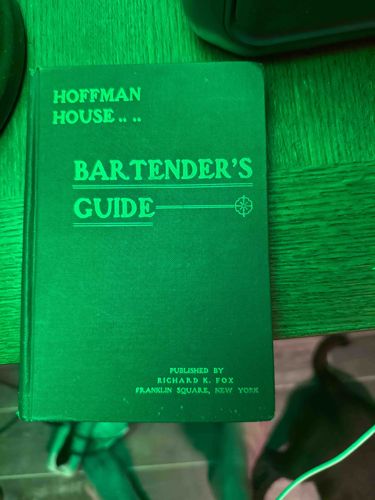 HOFFMAN
HOUSE.. ..
BARTENDER'S
GUIDE
PUBLISHED BY
RICHARD K. FOX
FRANKLIN SQUARE, NEW YORK